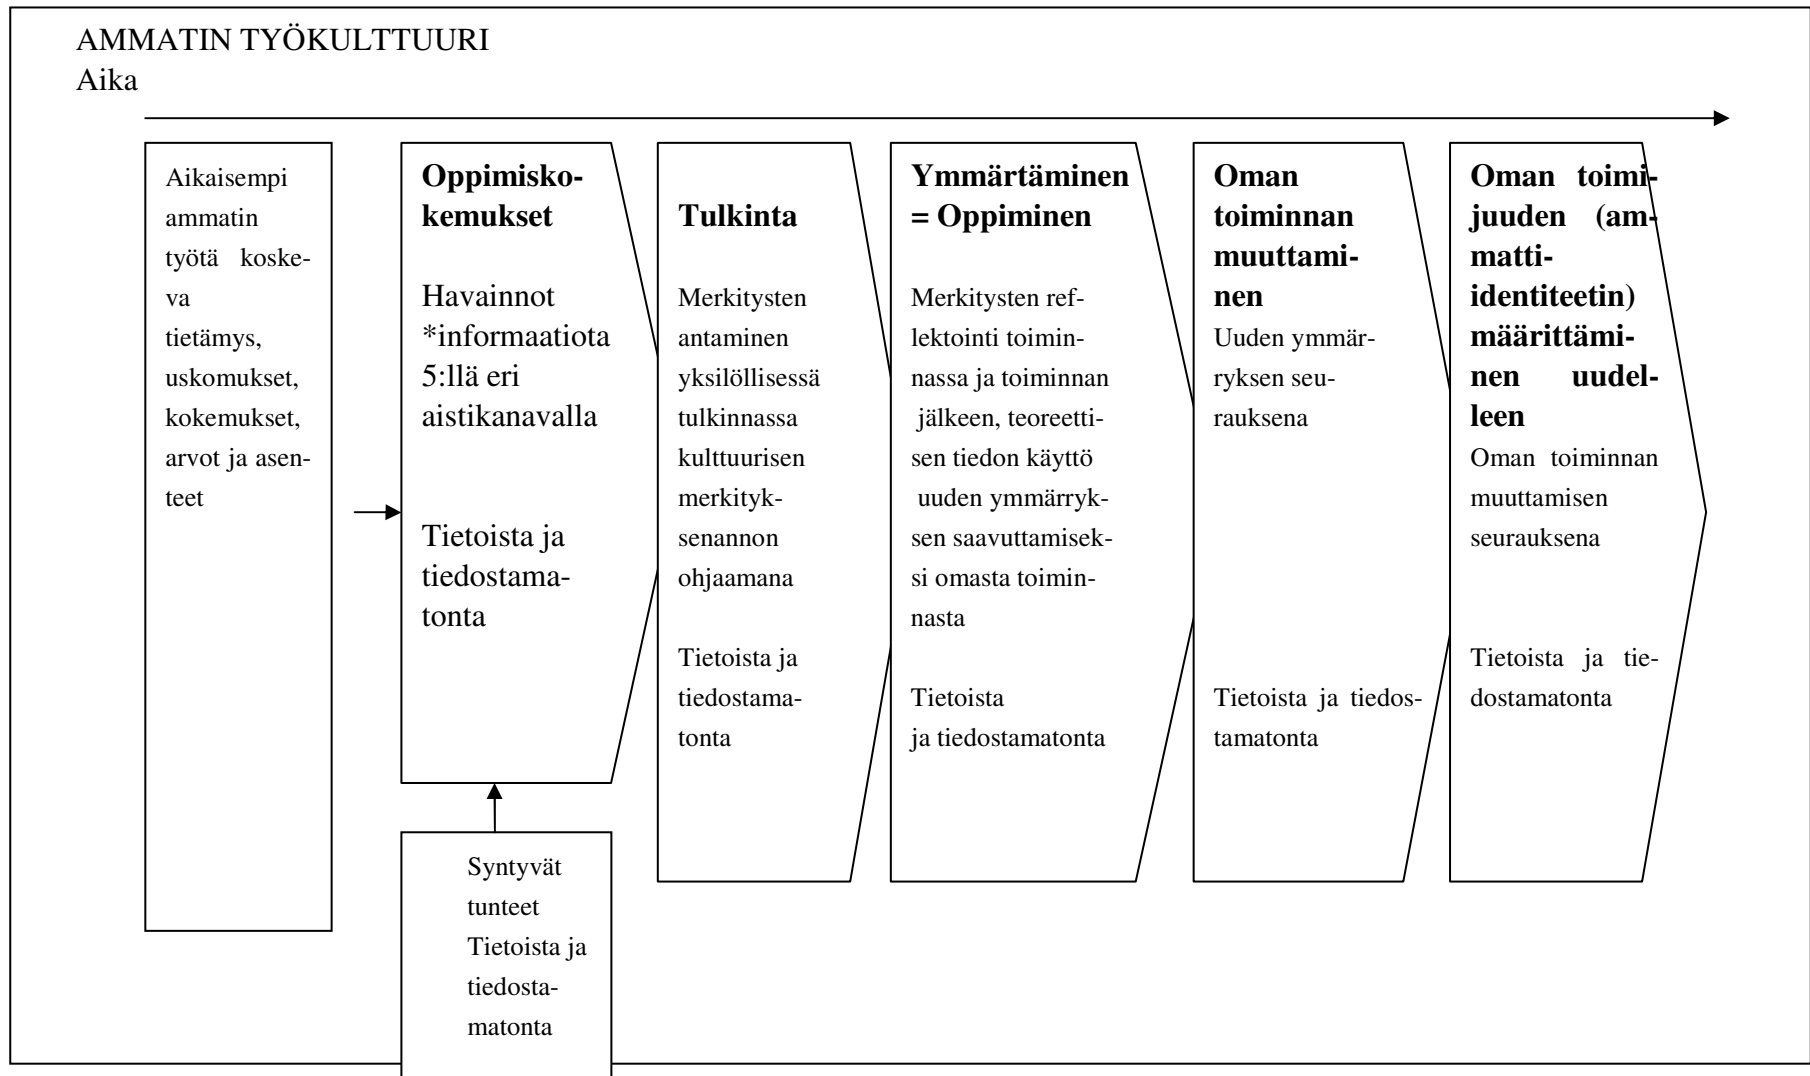 AMMATIN TYÖKULTTUURI
Aika
Aikaisempi
ammatin
työtä koske-
va
tietämys,
uskomukset,
kokemukset,
arvot ja asen-
teet
Oppimisko-
kemukset
Havainnot
*informaatiota
5:llä eri
aistikanavalla
Tietoista ja
tiedostama-
tonta
Syntyvät
tunteet
Tietoista ja
tiedosta-
matonta
Tulkinta
Merkitysten
antaminen
yksilöllisessä
tulkinnassa
kulttuurisen
merkityk-
senannon
ohjaamana
Tietoista ja
tiedostama-
tonta
Ymmärtäminen
= Oppiminen
Merkitysten ref-
lektointi toimin-
nassa ja toiminnan
jälkeen, teoreetti-
sen tiedon käyttö
uuden ymmärryk-
sen saavuttamisek-
si omasta toimin-
nasta
Tietoista
ja tiedostamatonta
Oman
toiminnan
muuttami-
nen
Uuden ymmär-
ryksen seu-
rauksena
Tietoista ja tiedos-
tamatonta
Oman toimi-
juuden (am-
matti-
identiteetin)
määrittämi-
nen uudel-
leen
Oman toiminnan
muuttamisen
seurauksena
Tietoista ja tie-
dostamatonta